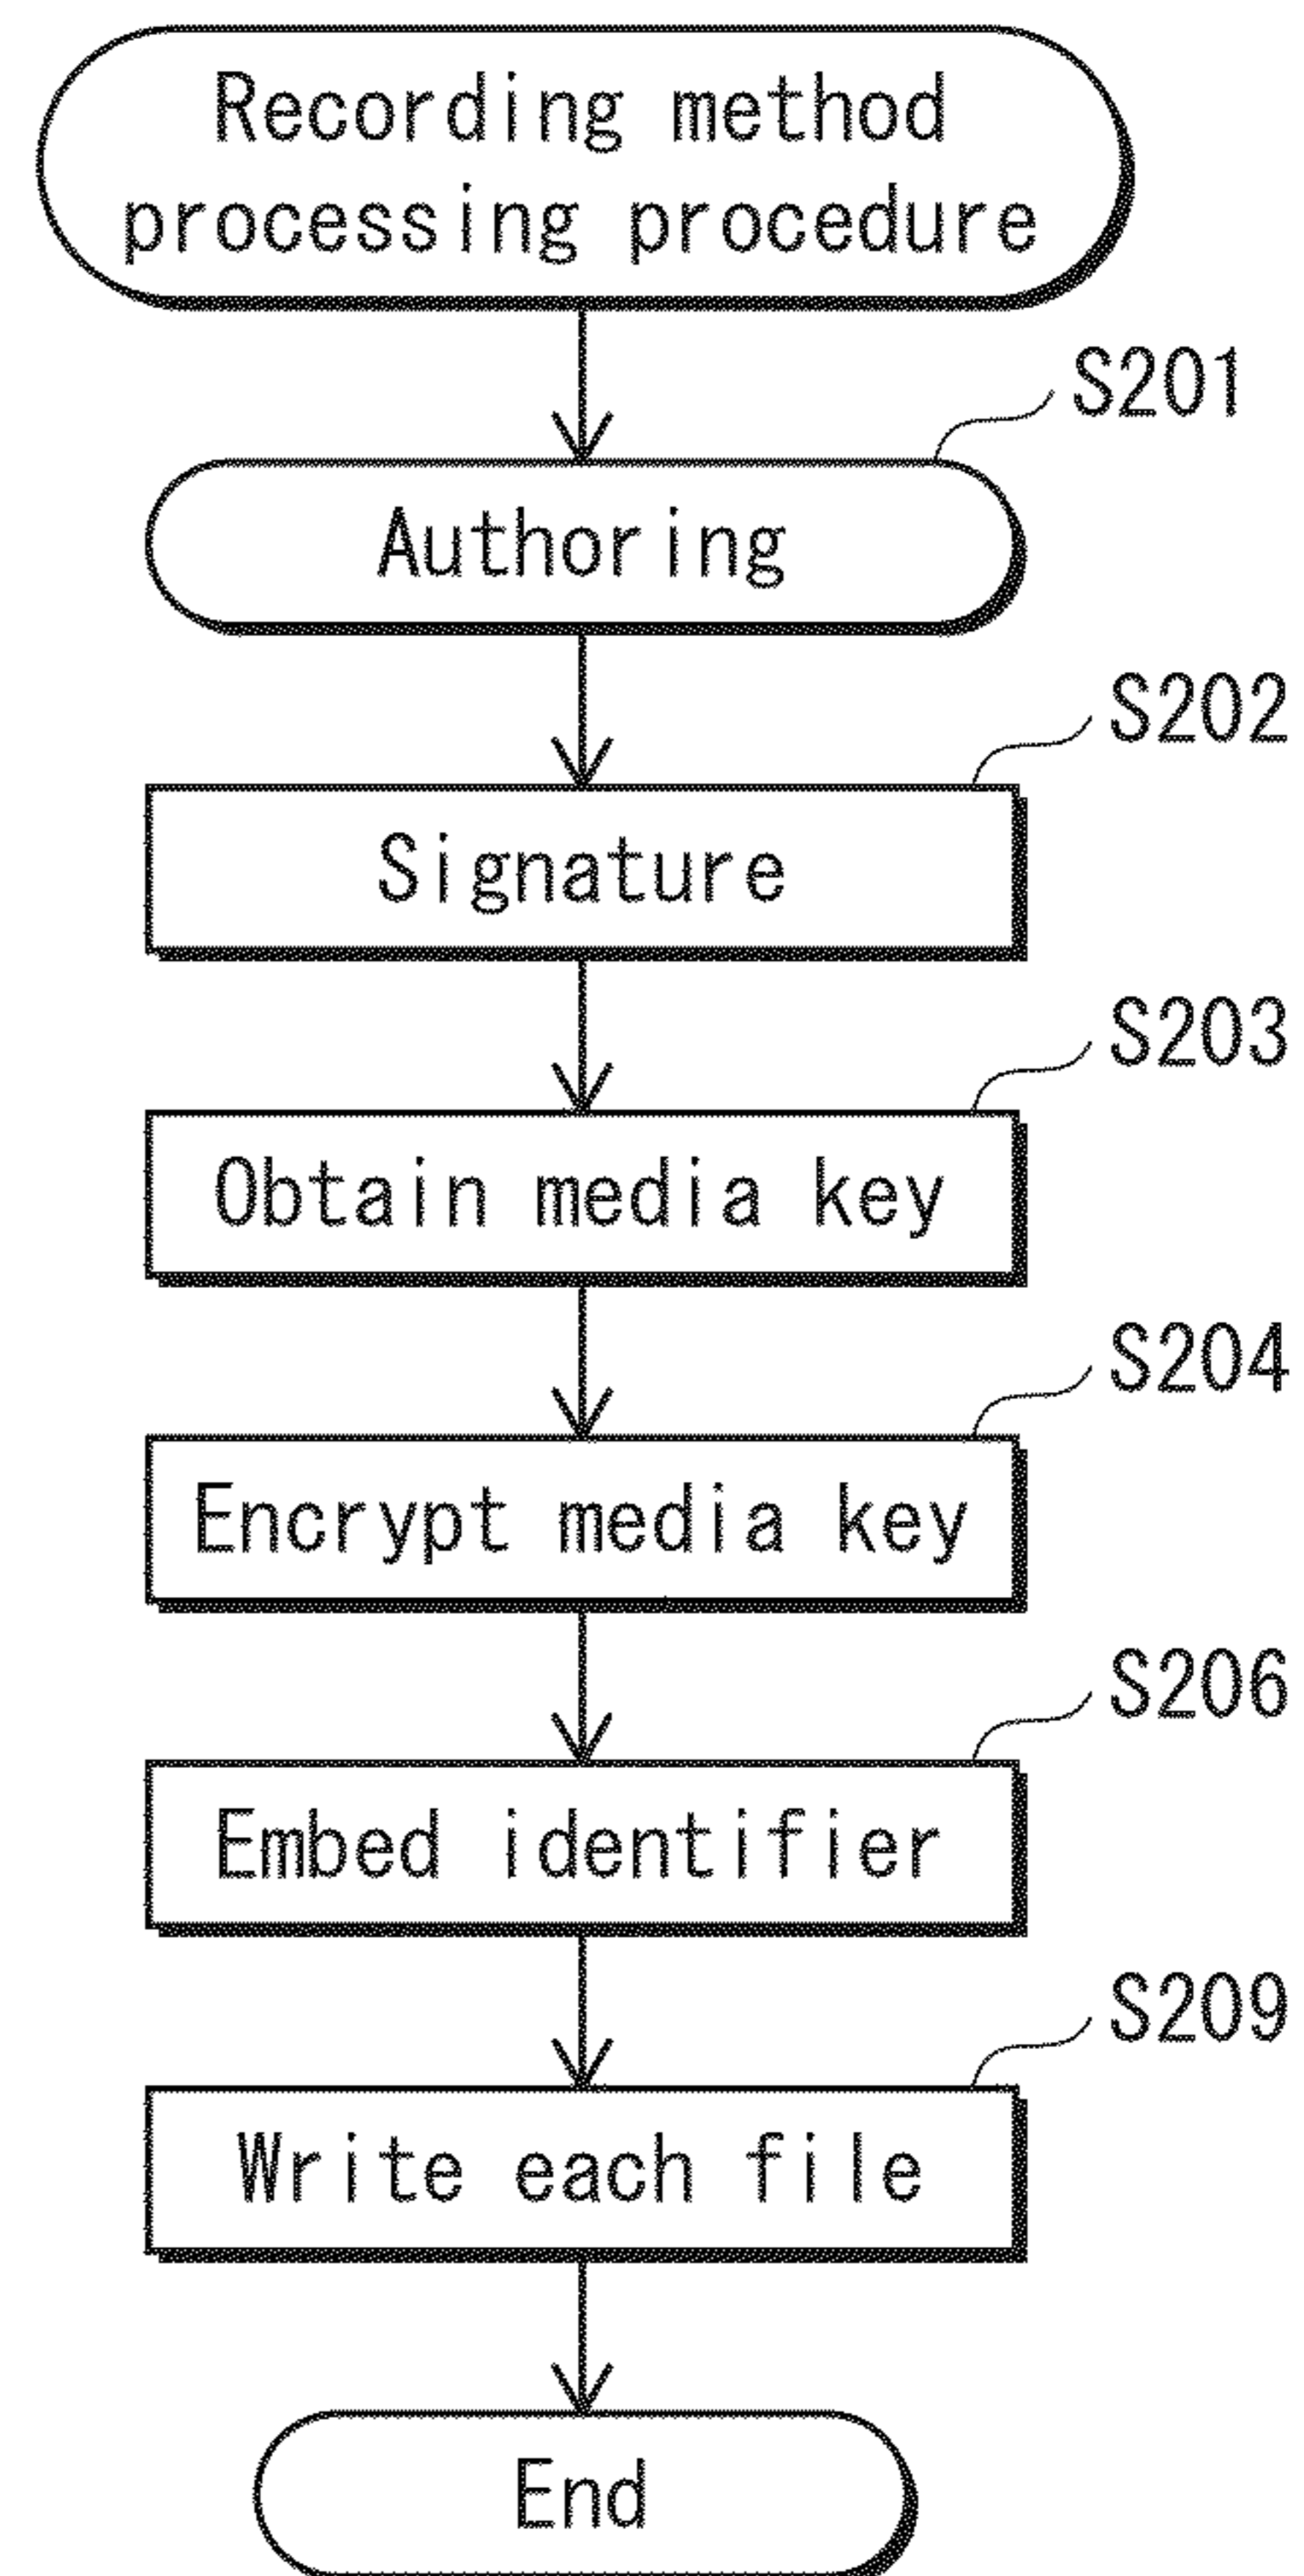 Recording method
processing procedure
S201
Authoring
S202
Signature
S203
Obtain media key
S204
Encrypt media key
S206
Embed identifier
S209
Write each file
End